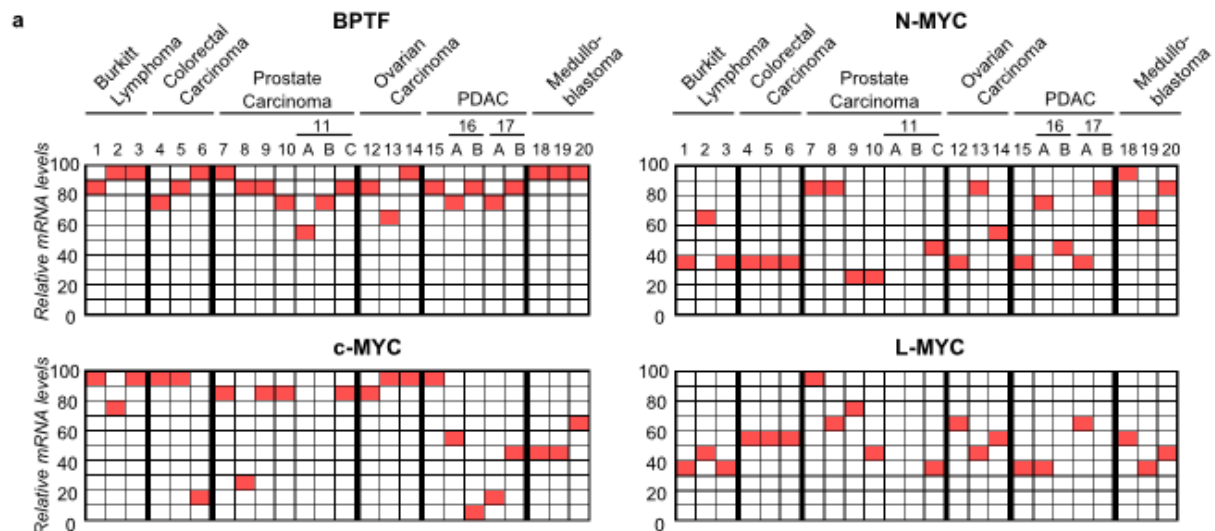 a
BPTF
N-MYC
Burkitt
Lymphoma
Colorectal
Carcinoma
Prostate
Carcinoma
Ovarian
Carcinoma
PDAC
Medullo-
blastoma
11
16
17
1 2 3 4 5 6 7 8 9 10 A B C 12 13 14 15 A B A B 18 19 20
Relative mRNA levels
100
80
60
40
20
0
Burkitt
Lymphoma
Colorectal
Carcinoma
Prostate
Carcinoma
Ovarian
Carcinoma
PDAC
Medullo-
blastoma
11
16
17
1 2 3 4 5 6 7 8 9 10 A B C 12 13 14 15 A B A B 18 19 20
100
80
60
40
20
0
c-MYC
Relative mRNA levels
100
80
60
40
20
0
L-MYC
100
80
60
40
20
0